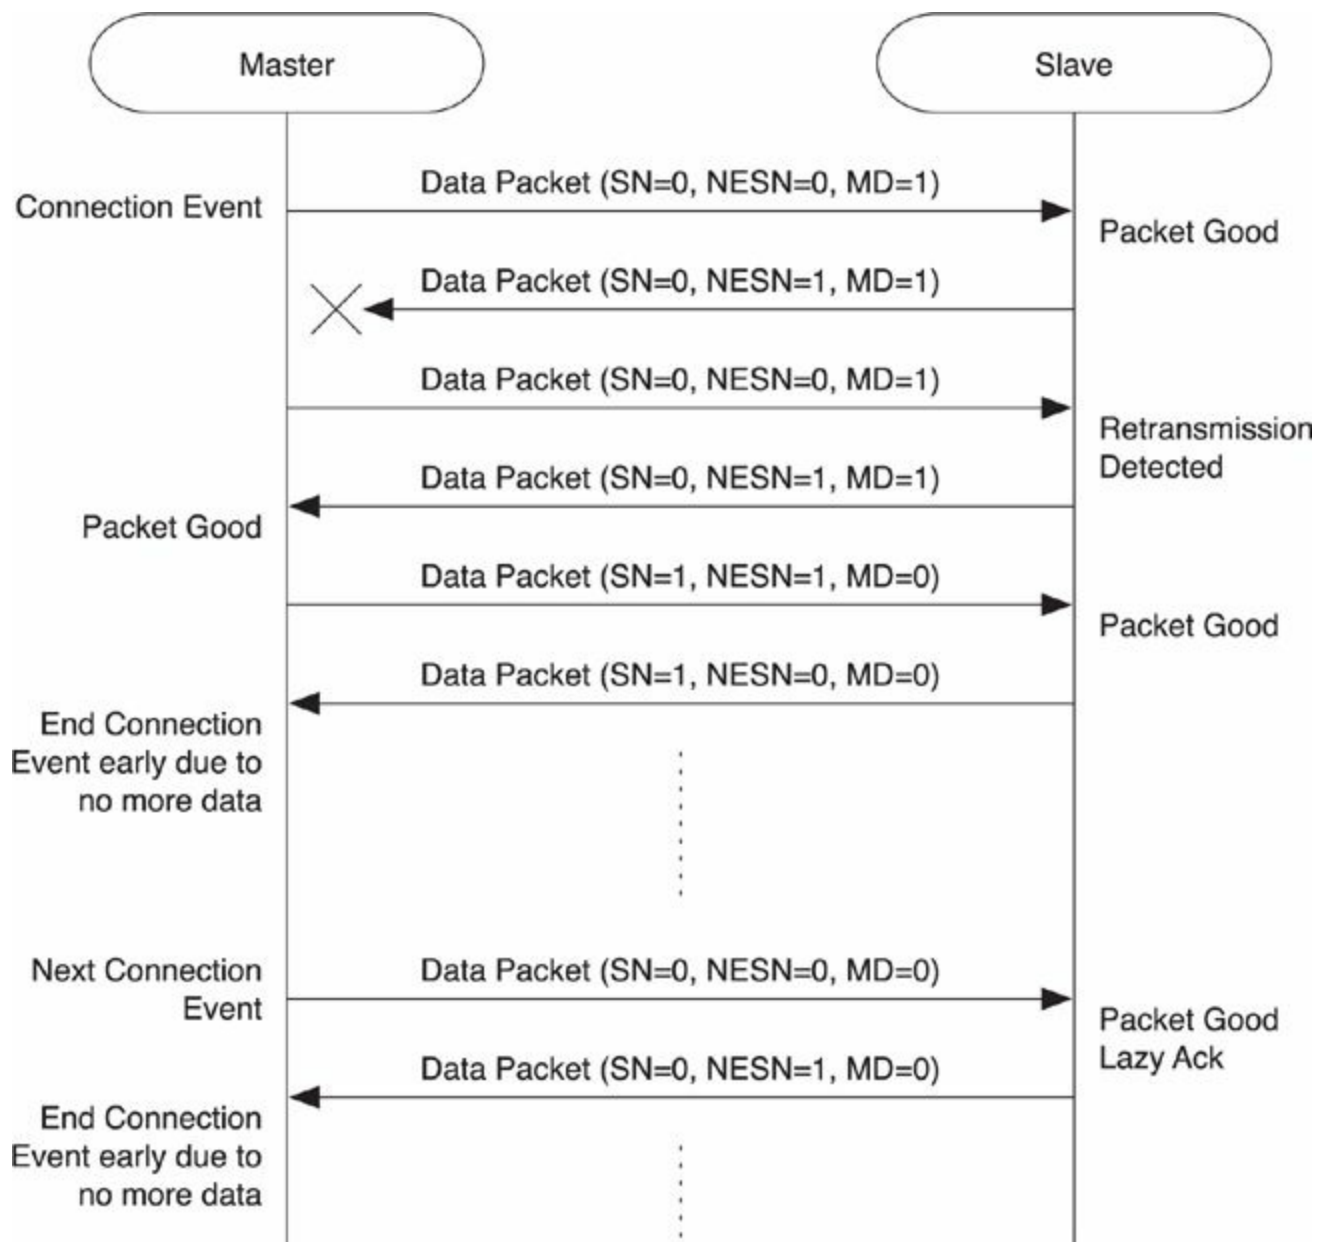 Master
Slave
Data Packet (SN=0, NESN=0, MD=1)
Connection Event
Packet Good
Data Packet (SN=0, NESN=1, MD=1)
Data Packet (SN=0, NESN=0, MD=1)
Retransmission
Detected
Data Packet (SN=0, NESN=1, MD=1)
Packet Good
Data Packet (SN=1, NESN=1, MD=0)
Packet Good
Data Packet (SN=1, NESN=0, MD=0)
End Connection
Event early due to
no more data
Next Connection
Event
Data Packet (SN=0, NESN=0, MD=0)
Packet Good
Lazy Ack
Data Packet (SN=0, NESN=1, MD=0)
End Connection
Event early due to
no more data